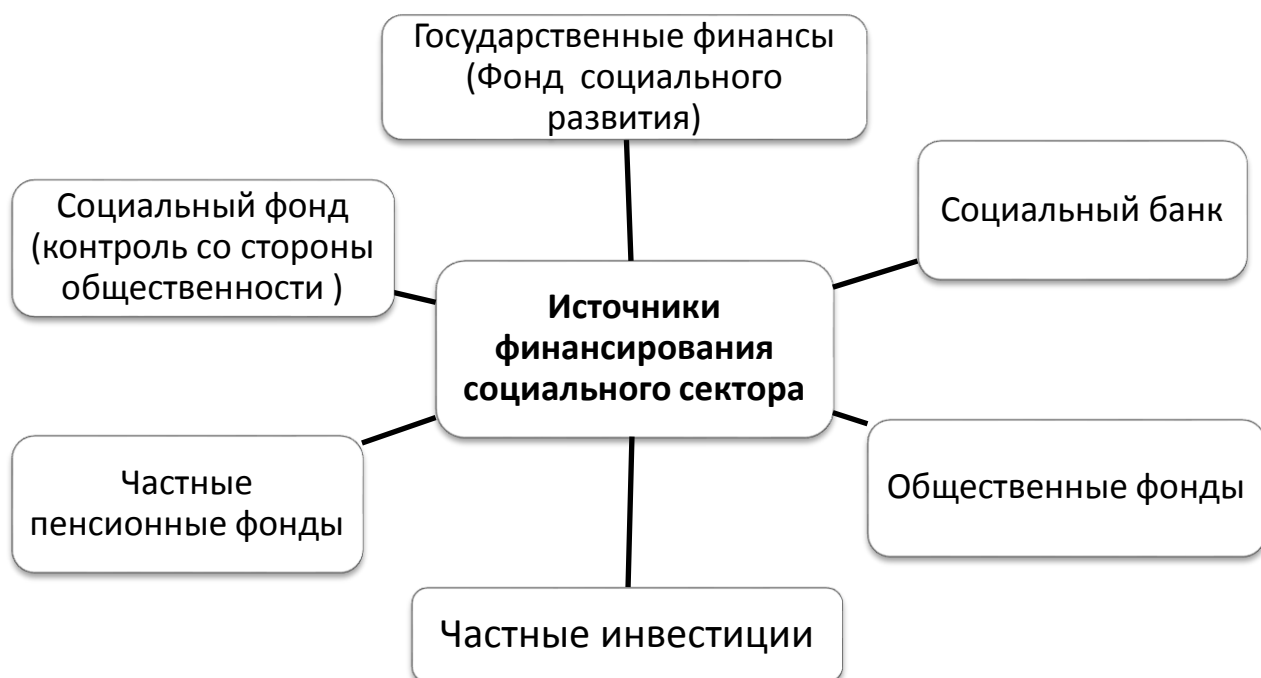 Государственные финансы
(Фонд социального
развития)
Социальный фонд
(контроль со стороны
общественности )
Социальный банк
Источники
финансирования
социального сектора
Частные
пенсионные фонды
Общественные фонды
Частные инвестиции